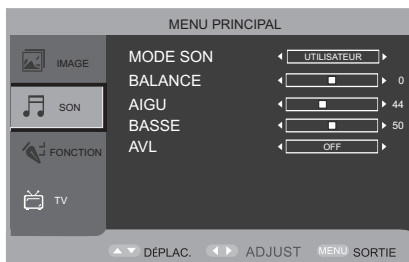 MENU PRINCIPAL
IMAGE
SON
FONCTION
TV
MODE SON UTILISATEUR
BALANCE 0
AIGU 44
BASSE 50
AVL OFF
DÉPLAC. ADJUST MENU SORTIE